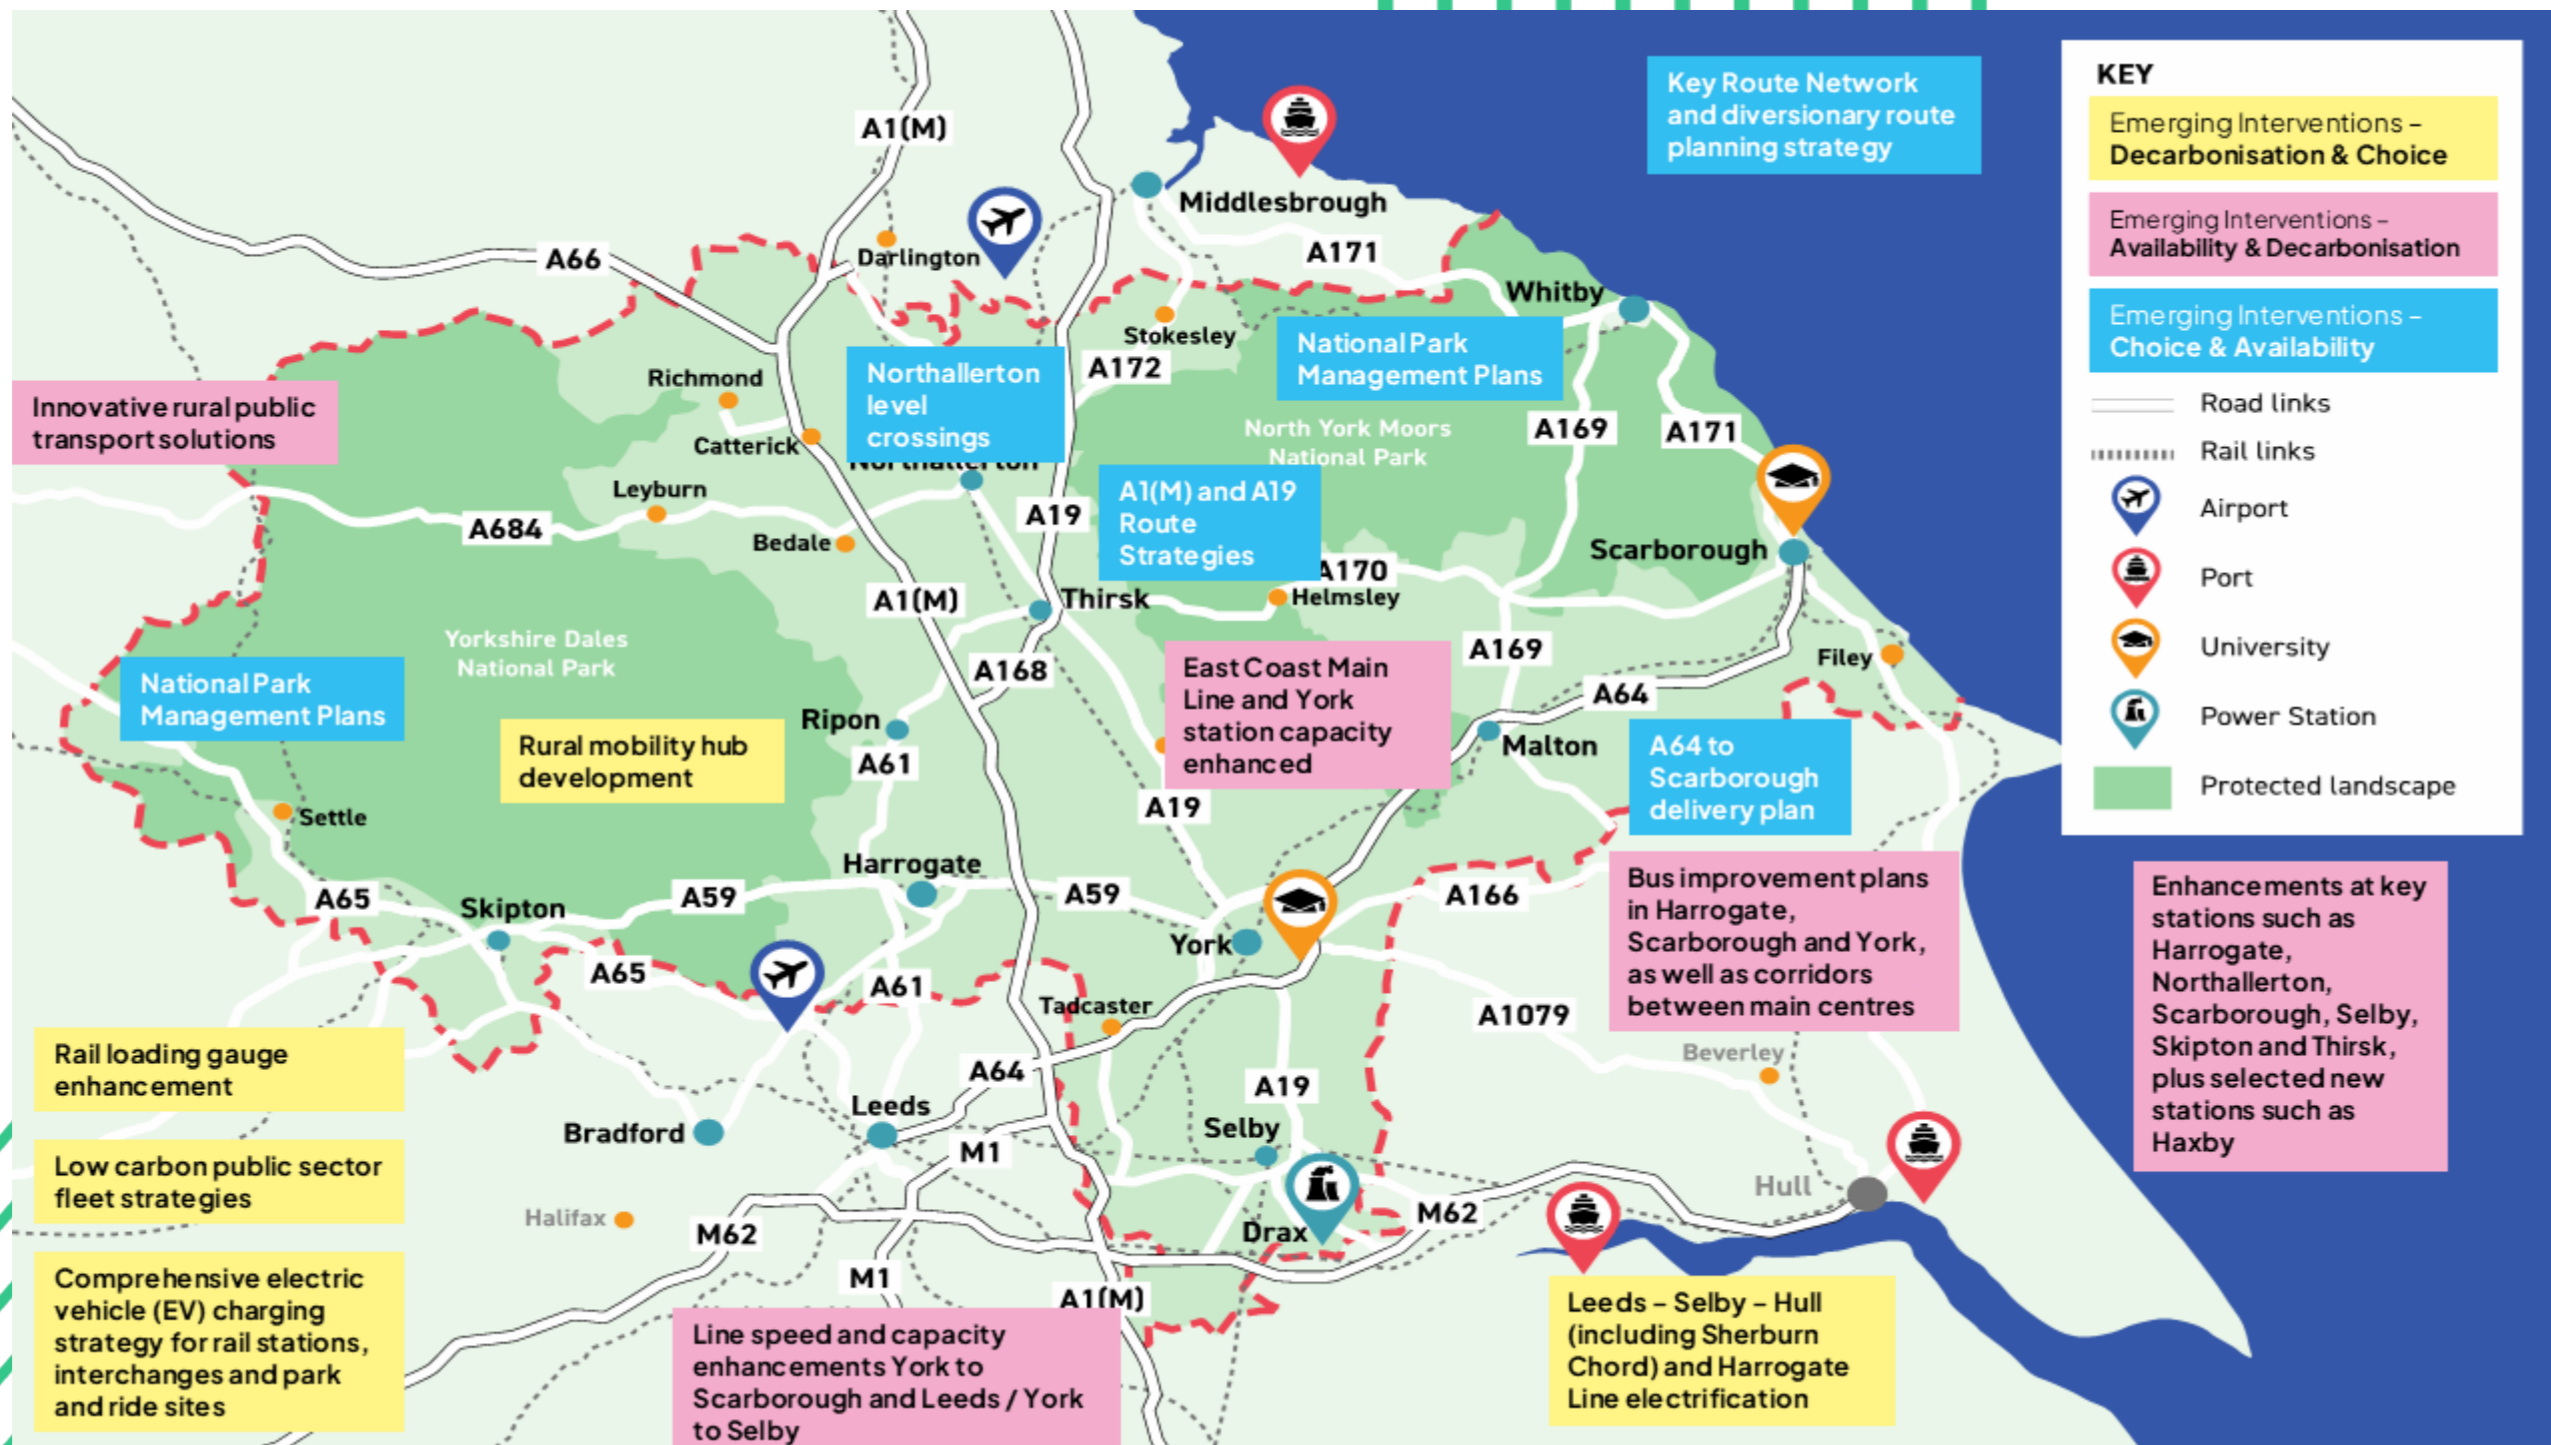 A1(M)
Key Route Network
and diversionary route
planning strategy
KEY
Emerging Interventions –
Decarbonisation & Choice
Emerging Interventions –
Availability & Decarbonisation
Emerging Interventions –
Choice & Availability
Road links
Rail links
Airport
Port
University
Power Station
Protected landscape
Middlesbrough
A171
Darlington
A66
Whitby
Stokesley
A172
National Park
Management Plans
Northallerton
level
crossings
Northallerton
Richmond
Catterick
Innovative rural public
transport solutions
North York Moors
National Park
A169
A171
A1(M) and A19
Route
Strategies
Leyburn
A684
Bedale
A19
Scarborough
A170
Helmsley
A1(M)
Thirsk
Yorkshire Dales
National Park
A168
East Coast Main
Line and York
station capacity
enhanced
A169
Filey
A64
National Park
Management Plans
Rural mobility hub
development
Ripon
A61
Malton
A64 to
Scarborough
delivery plan
A19
Settle
Harrogate
A65
Skipton
A59
A59
A166
York
Bus improvement plans
in Harrogate,
Scarborough and York,
as well as corridors
between main centres
Enhancements at key
stations such as
Harrogate,
Northallerton,
Scarborough, Selby,
Skipton and Thirsk,
plus selected new
stations such as
Haxby
A65
A61
Tadcaster
A1079
Beverley
Rail loading gauge
enhancement
A64
A19
Leeds
Bradford
M1
Selby
Low carbon public sector
fleet strategies
Halifax
M62
Drax
M62
Hull
M1
A1(M)
Comprehensive electric
vehicle (EV) charging
strategy for rail stations,
interchanges and park
and ride sites
Line speed and capacity
enhancements York to
Scarborough and Leeds / York
to Selby
Leeds – Selby – Hull
(including Sherburn
Chord) and Harrogate
Line electrification